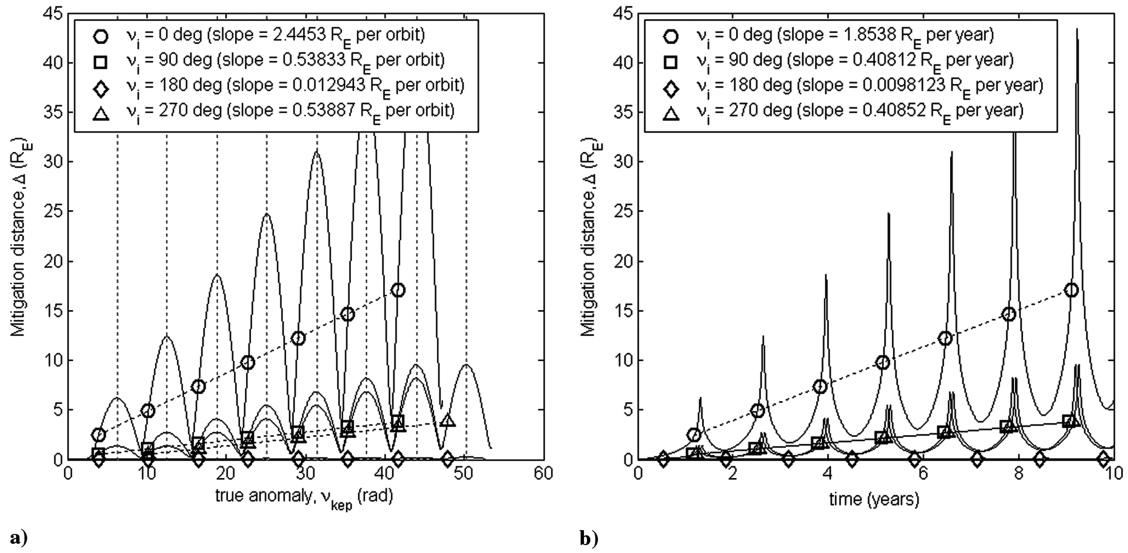 45
40
35
30
25
20
15
10
5
0
Mitigation distance, Δ (R_E)
ν_i = 0 deg (slope = 2.4453 R_E per orbit)
ν_i = 90 deg (slope = 0.53833 R_E per orbit)
ν_i = 180 deg (slope = 0.012943 R_E per orbit)
ν_i = 270 deg (slope = 0.53887 R_E per orbit)
0 10 20 30 40 50 60
true anomaly, ν_kep (rad)
a)
45
40
35
30
25
20
15
10
5
0
Mitigation distance, Δ (R_E)
ν_i = 0 deg (slope = 1.8538 R_E per year)
ν_i = 90 deg (slope = 0.40812 R_E per year)
ν_i = 180 deg (slope = 0.0098123 R_E per year)
ν_i = 270 deg (slope = 0.40852 R_E per year)
0 2 4 6 8 10
time (years)
b)